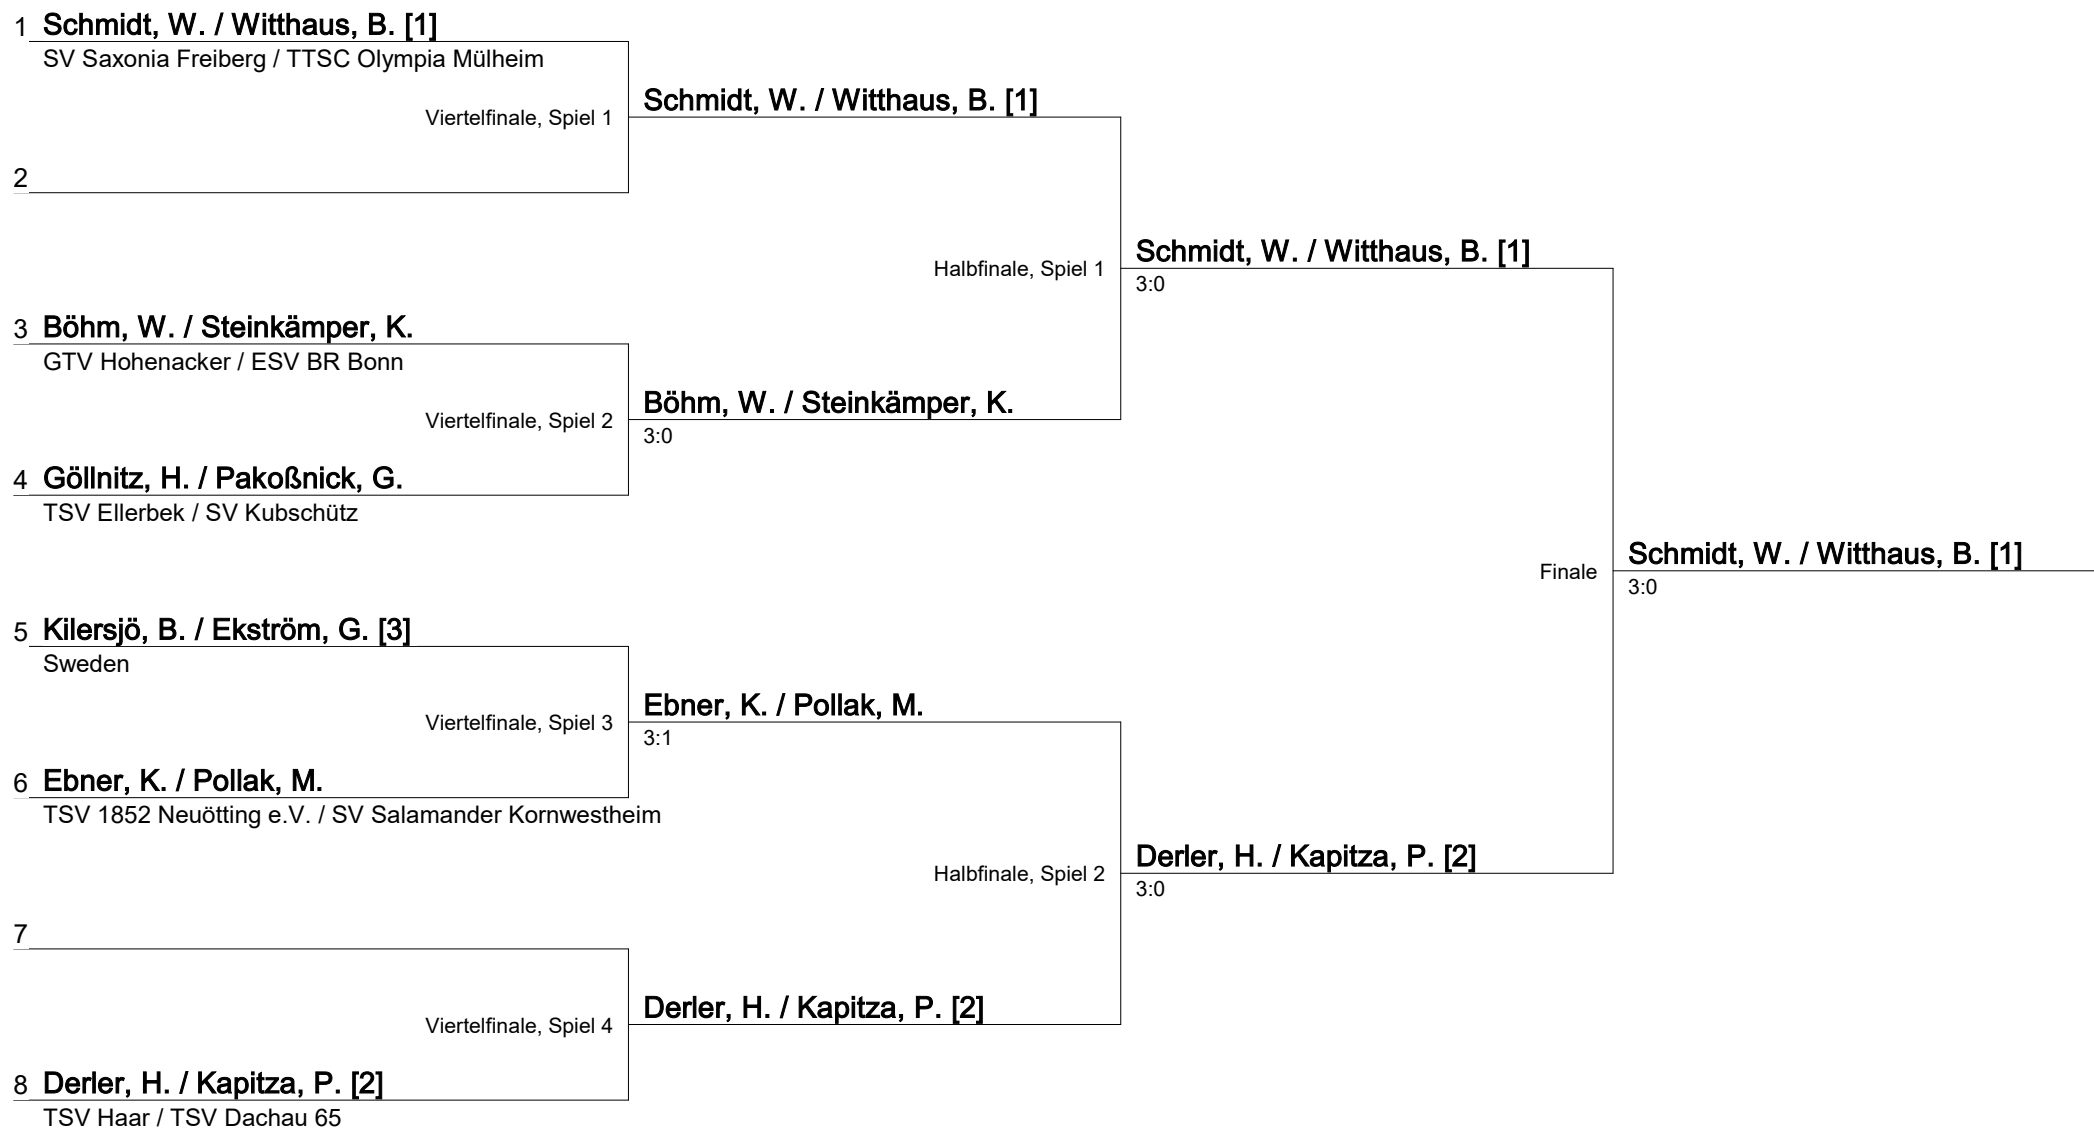 1 Schmidt, W. / Witthaus, B. [1]
SV Saxonia Freiberg / TTSC Olympia Mülheim
Viertelfinale, Spiel 1
Schmidt, W. / Witthaus, B. [1]
2
Halbfinale, Spiel 1
Schmidt, W. / Witthaus, B. [1]
3:0
3 Böhm, W. / Steinkämper, K.
GTV Hohenacker / ESV BR Bonn
Viertelfinale, Spiel 2
Böhm, W. / Steinkämper, K.
3:0
4 Göllnitz, H. / Pakoßnick, G.
TSV Ellerbek / SV Kubschütz
Finale
Schmidt, W. / Witthaus, B. [1]
3:0
5 Kilersjö, B. / Ekström, G. [3]
Sweden
Viertelfinale, Spiel 3
Ebner, K. / Pollak, M.
3:1
6 Ebner, K. / Pollak, M.
TSV 1852 Neuötting e.V. / SV Salamander Kornwestheim
Halbfinale, Spiel 2
Derler, H. / Kapitza, P. [2]
3:0
7
Viertelfinale, Spiel 4
Derler, H. / Kapitza, P. [2]
8 Derler, H. / Kapitza, P. [2]
TSV Haar / TSV Dachau 65